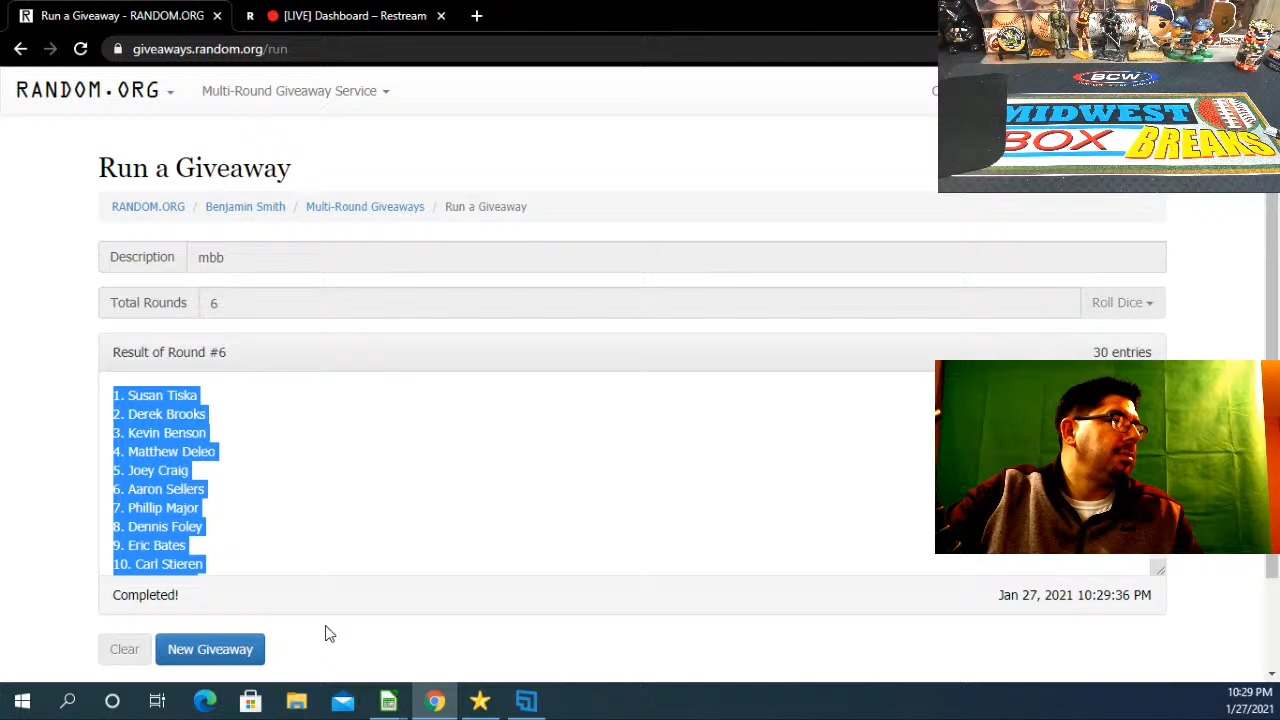 Run a Giveaway - RANDOM.ORG
[LIVE] Dashboard – Restream
giveaways.random.org/run
RANDOM.ORG
Multi-Round Giveaway Service
Run a Giveaway
RANDOM.ORG / Benjamin Smith / Multi-Round Giveaways / Run a Giveaway
Description mbb
Total Rounds 6 Roll Dice
Result of Round #6 30 entries
1. Susan Tiska
2. Derek Brooks
3. Kevin Benson
4. Matthew Deleo
5. Joey Craig
6. Aaron Sellers
7. Phillip Major
8. Dennis Foley
9. Eric Bates
10. Carl Stieren
Completed! Jan 27, 2021 10:29:36 PM
Clear New Giveaway
BCW
MIDWEST
BOX BREAKS
10:29 PM
1/27/2021